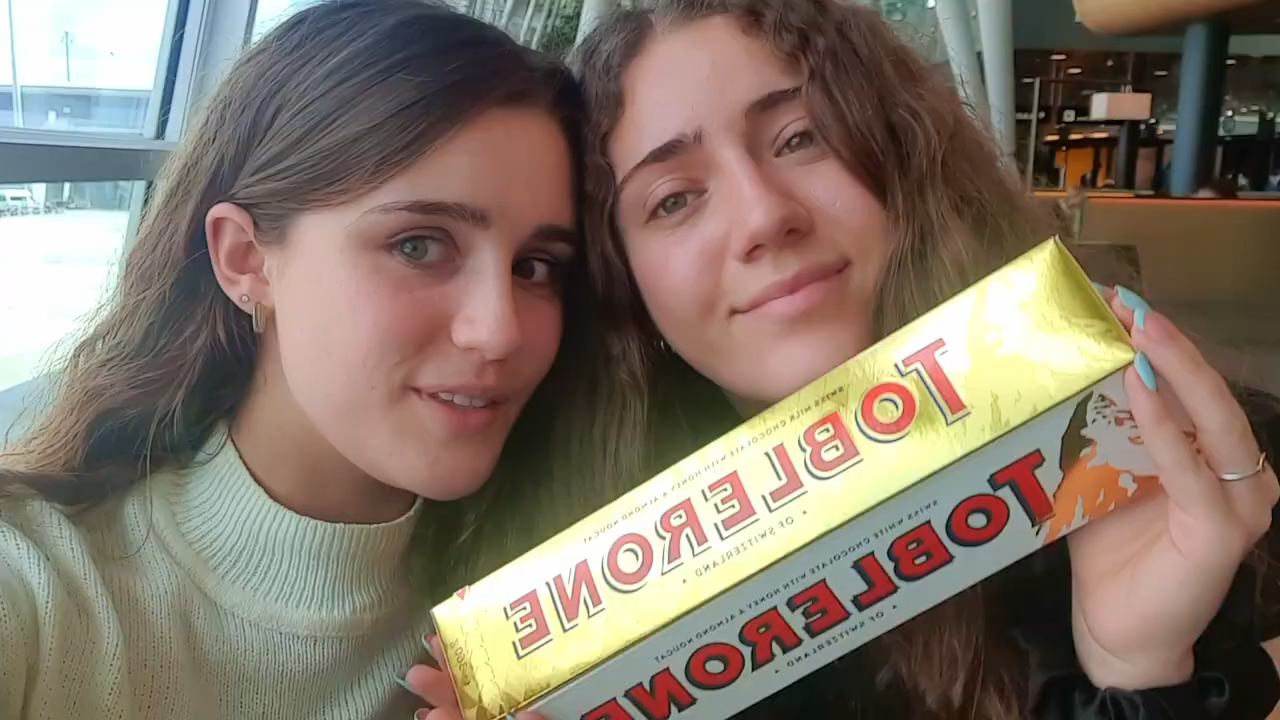 TOBLERONE
SWISS MILK CHOCOLATE WITH HONEY & ALMOND NOUGAT
• OF SWITZERLAND •
TOBLERONE
SWISS WHITE CHOCOLATE WITH HONEY & ALMOND NOUGAT
• OF SWITZERLAND •